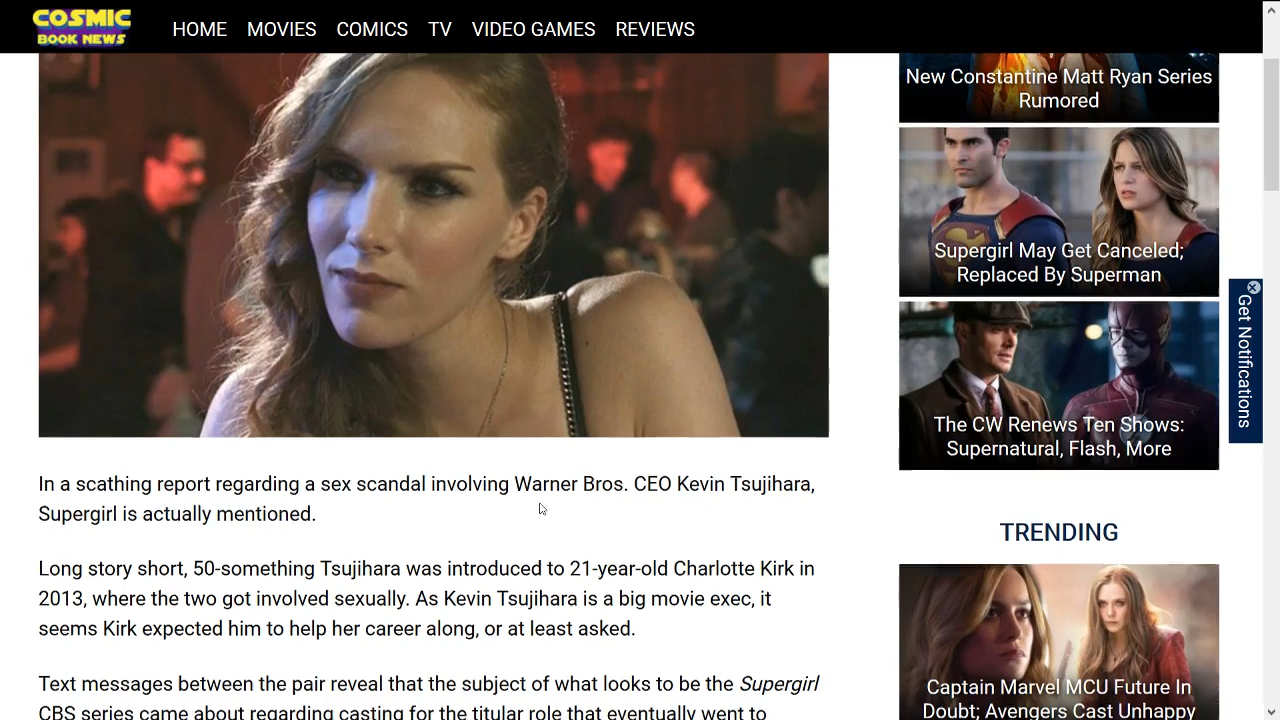 COSMIC
BOOK NEWS
HOME MOVIES COMICS TV VIDEO GAMES REVIEWS
In a scathing report regarding a sex scandal involving Warner Bros. CEO Kevin Tsujihara,
Supergirl is actually mentioned.
Long story short, 50-something Tsujihara was introduced to 21-year-old Charlotte Kirk in
2013, where the two got involved sexually. As Kevin Tsujihara is a big movie exec, it
seems Kirk expected him to help her career along, or at least asked.
Text messages between the pair reveal that the subject of what looks to be the Supergirl
CBS series came about regarding casting for the titular role that eventually went to
New Constantine Matt Ryan Series
Rumored
Supergirl May Get Canceled;
Replaced By Superman
The CW Renews Ten Shows:
Supernatural, Flash, More
TRENDING
Captain Marvel MCU Future In
Doubt; Avengers Cast Unhappy
Get Notifications